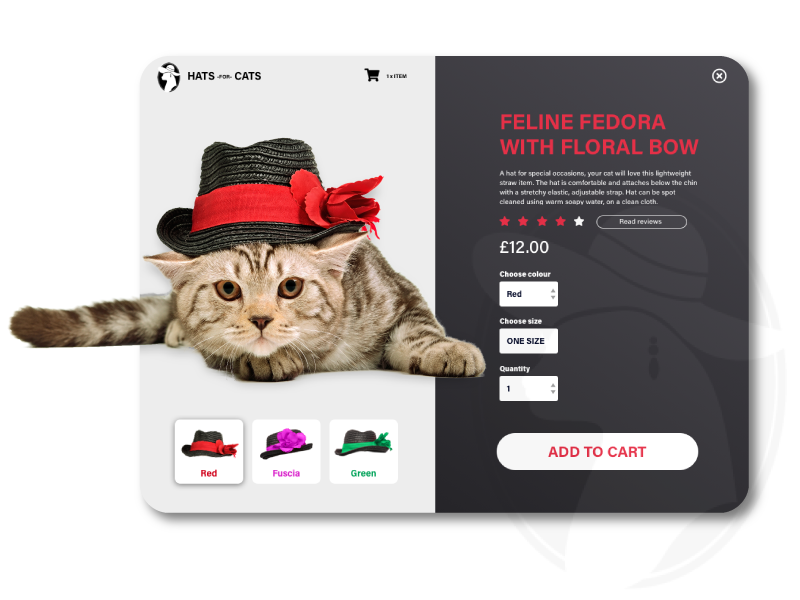 HATS -FOR- CATS
1 x ITEM
FELINE FEDORA
WITH FLORAL BOW
A hat for special occasions, your cat will love this lightweight
straw item. The hat is comfortable and attaches below the chin
with a stretchy elastic, adjustable strap. Hat can be spot
cleaned using warm soapy water, on a clean cloth.
Read reviews
£12.00
Choose colour
Red
Choose size
ONE SIZE
Quantity
1
ADD TO CART
Red
Fuscia
Green